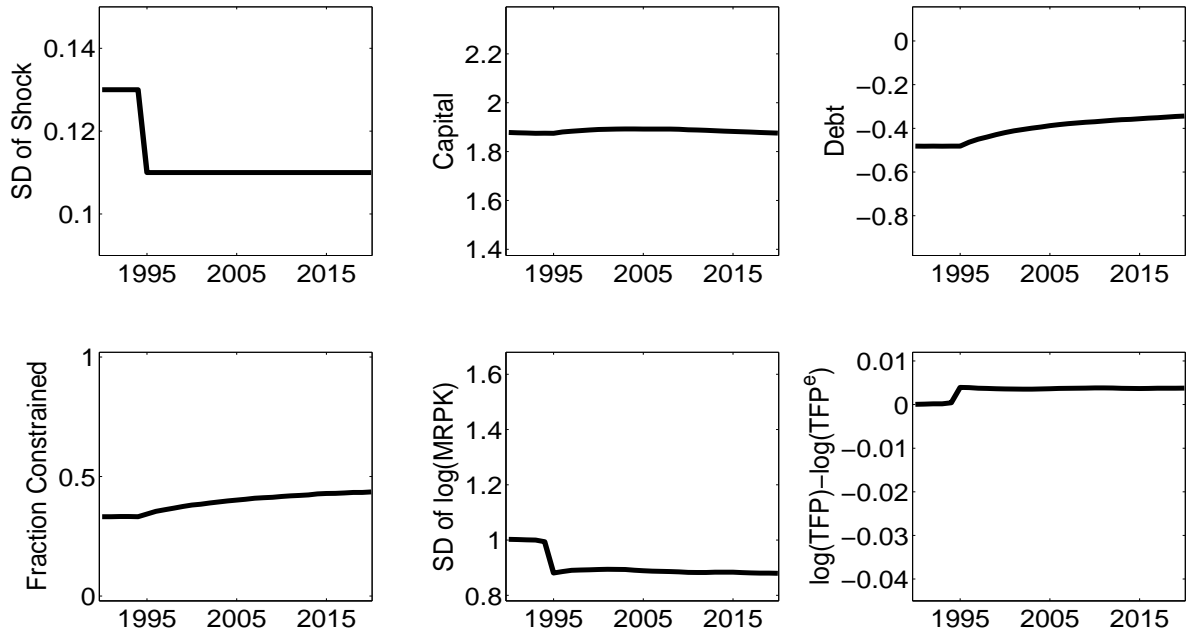 SD of Shock
0.14
0.12
0.1
1995 2005 2015
Capital
2.2
2
1.8
1.6
1.4
1995 2005 2015
Debt
0
−0.2
−0.4
−0.6
−0.8
1995 2005 2015
Fraction Constrained
1
0.5
0
1995 2005 2015
SD of log(MRPK)
1.6
1.4
1.2
1
0.8
1995 2005 2015
log(TFP)−log(TFPᵉ)
0.01
0
−0.01
−0.02
−0.03
−0.04
1995 2005 2015